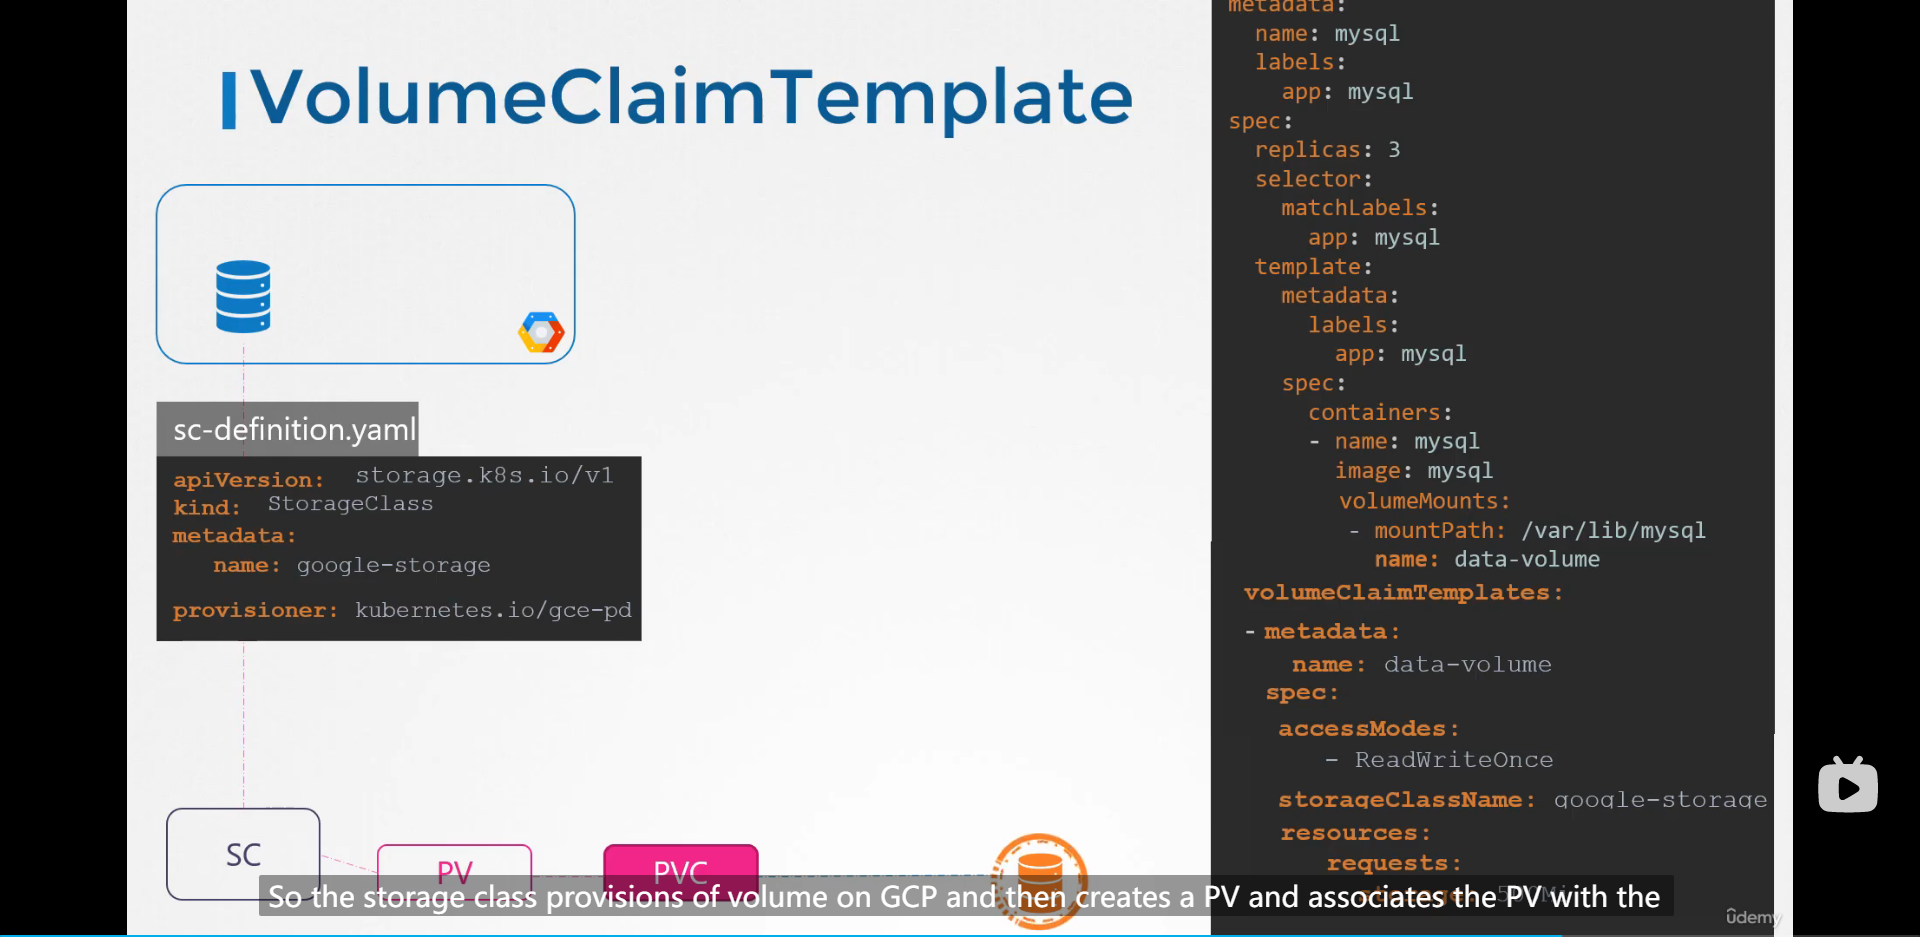 VolumeClaimTemplate
sc-definition.yaml
apiVersion: storage.k8s.io/v1
kind: StorageClass
metadata:
name: google-storage
provisioner: kubernetes.io/gce-pd
SC
PV
PVC
metadata:
name: mysql
labels:
app: mysql
spec:
replicas: 3
selector:
matchLabels:
app: mysql
template:
metadata:
labels:
app: mysql
spec:
containers:
- name: mysql
image: mysql
volumeMounts:
- mountPath: /var/lib/mysql
name: data-volume
volumeClaimTemplates:
- metadata:
name: data-volume
spec:
accessModes:
- ReadWriteOnce
storageClassName: google-storage
resources:
requests:
storage: 500Mi
So the storage class provisions of volume on GCP and then creates a PV and associates the PV with the
ûdemy